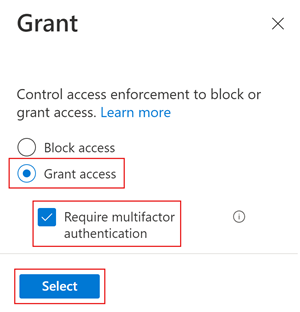 Grant
Control access enforcement to block or
grant access. Learn more
Block access
Grant access
Require multifactor
authentication
Select